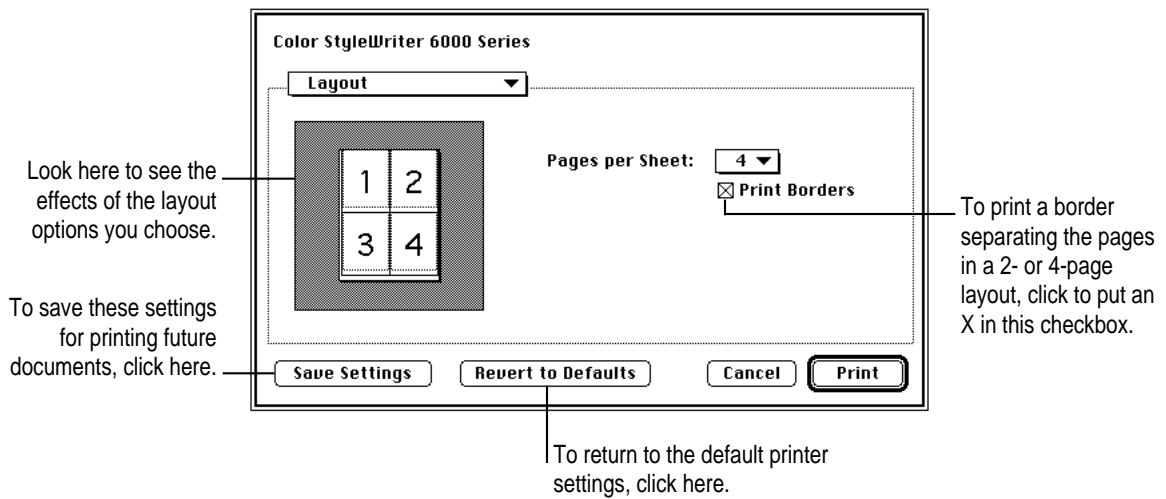 Color StyleWriter 6000 Series
Layout
Look here to see the
effects of the layout
options you choose.
1 2
3 4
Pages per Sheet: 4
Print Borders
To print a border
separating the pages
in a 2- or 4-page
layout, click to put an
X in this checkbox.
To save these settings
for printing future
documents, click here.
Save Settings
Revert to Defaults
Cancel
Print
To return to the default printer
settings, click here.